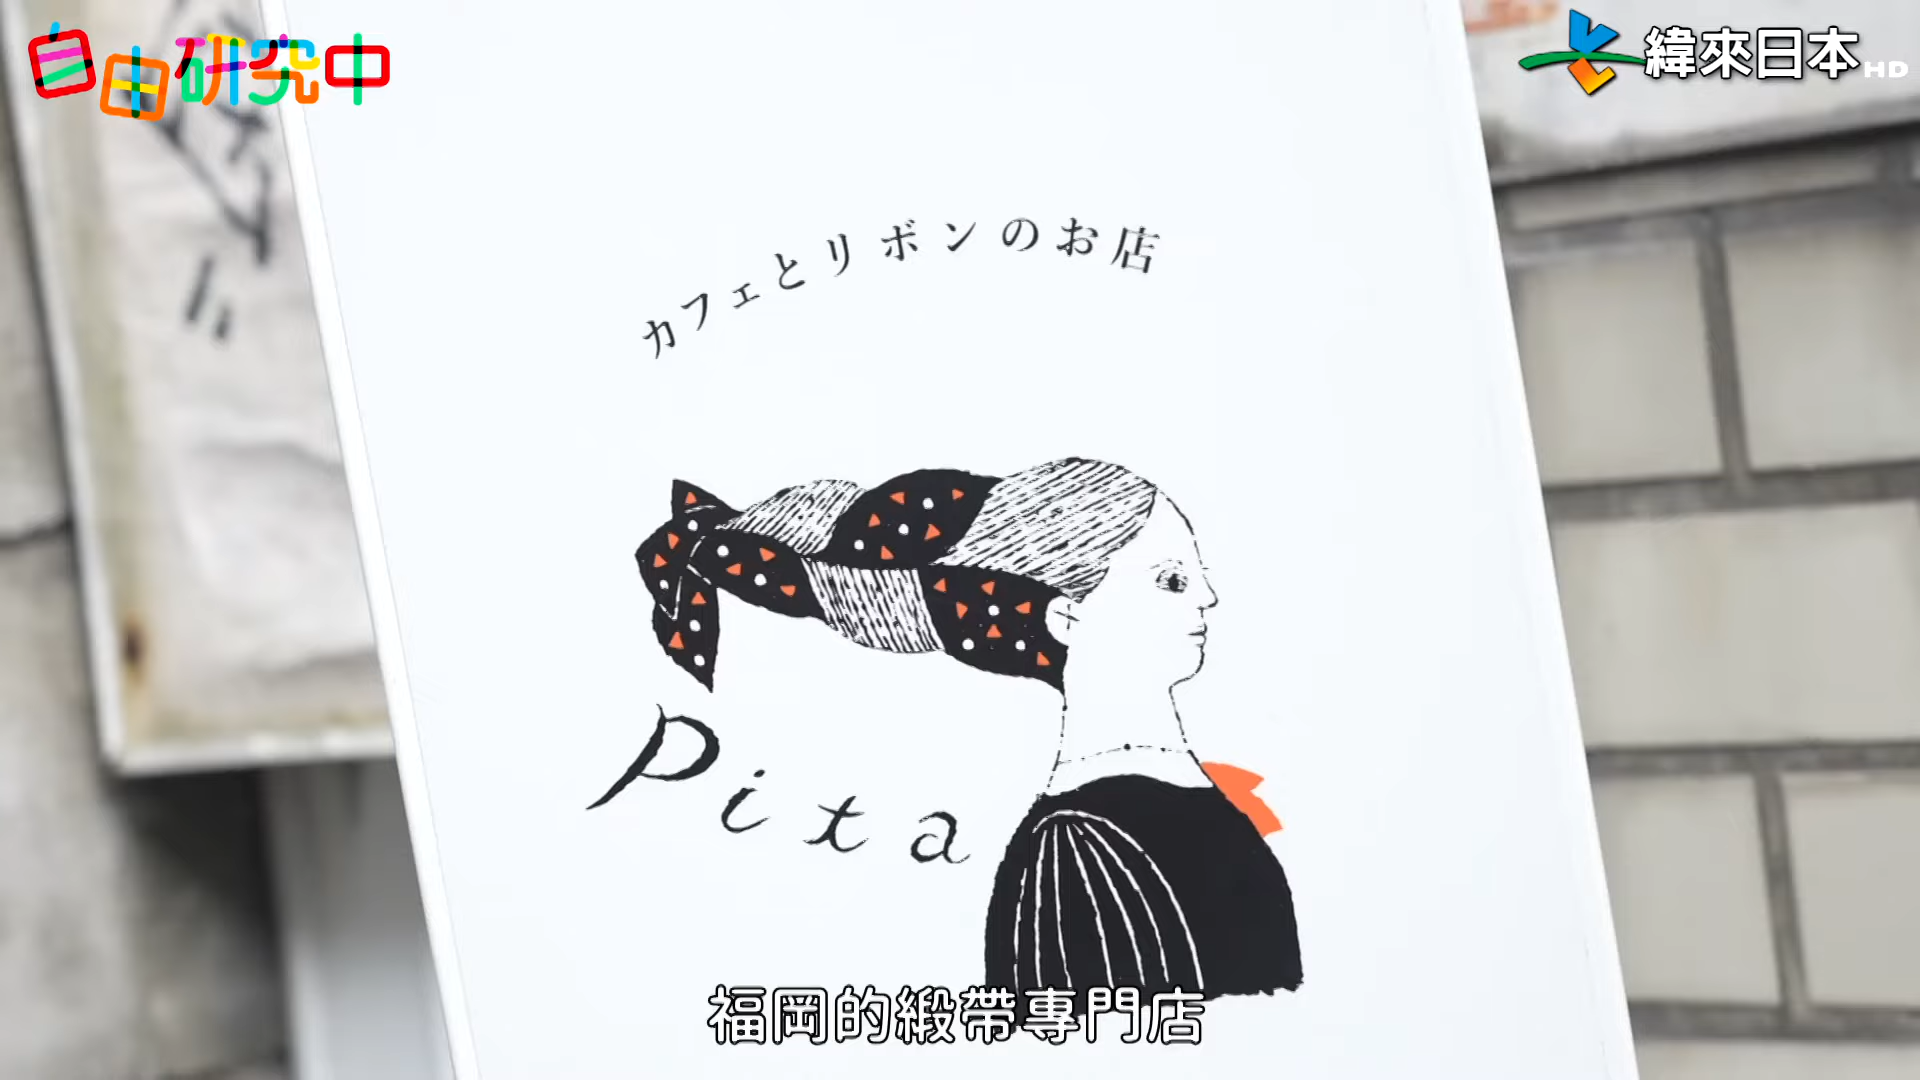 自由研究中
緯來日本HD
カフェとリボンのお店
Pita
福岡的緞帶專門店